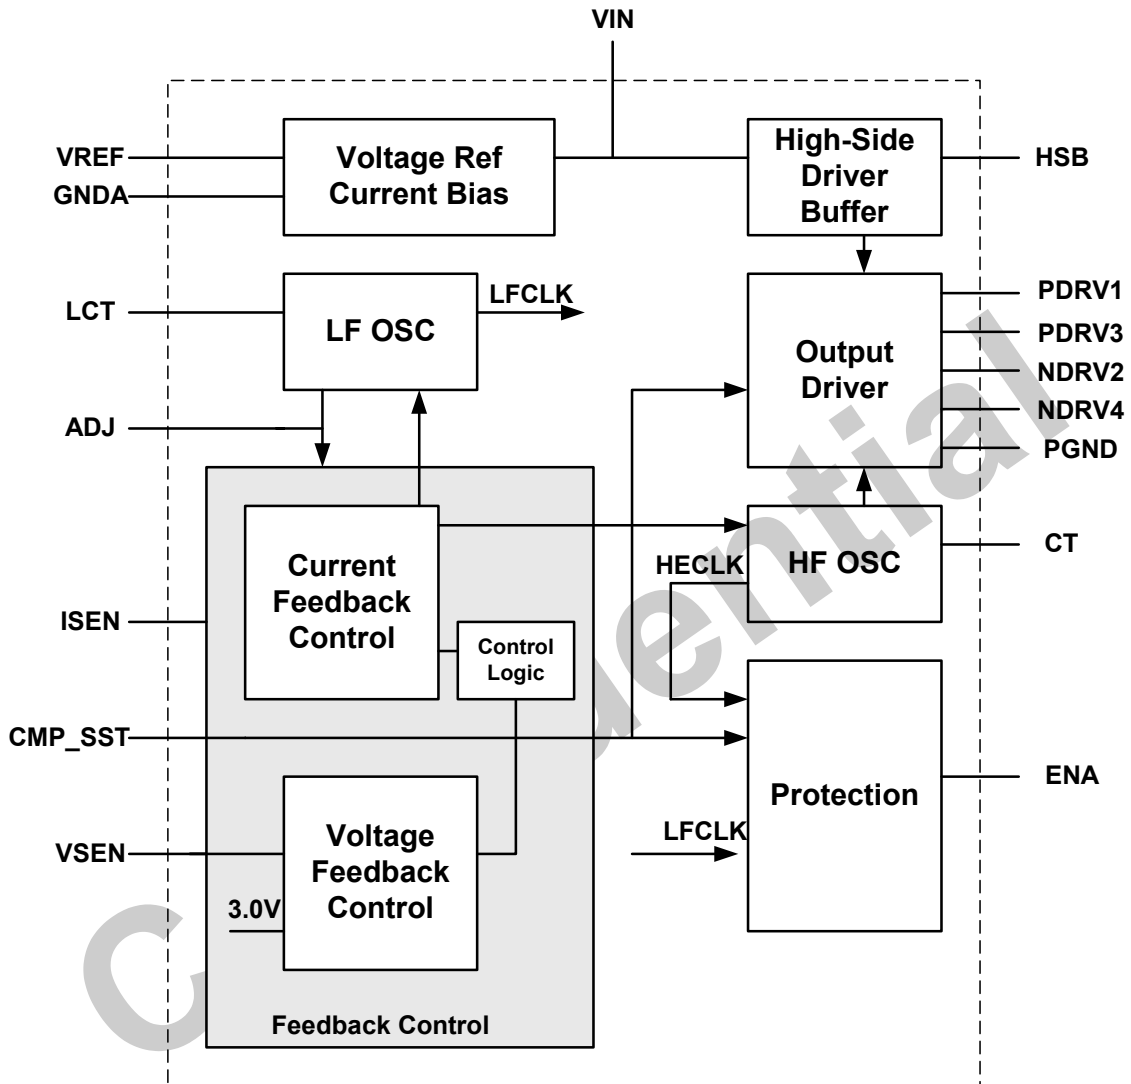 VIN
VREF
GNDA
Voltage Ref
Current Bias
High-Side
Driver
Buffer
HSB
LCT
LF OSC
LFCLK
ADJ
Output
Driver
PDRV1
PDRV3
NDRV2
NDRV4
PGND
Current
Feedback
Control
HECLK
HF OSC
CT
ISEN
Control
Logic
CMP_SST
Protection
ENA
VSEN
Voltage
Feedback
Control
3.0V
LFCLK
Feedback Control
Confidential